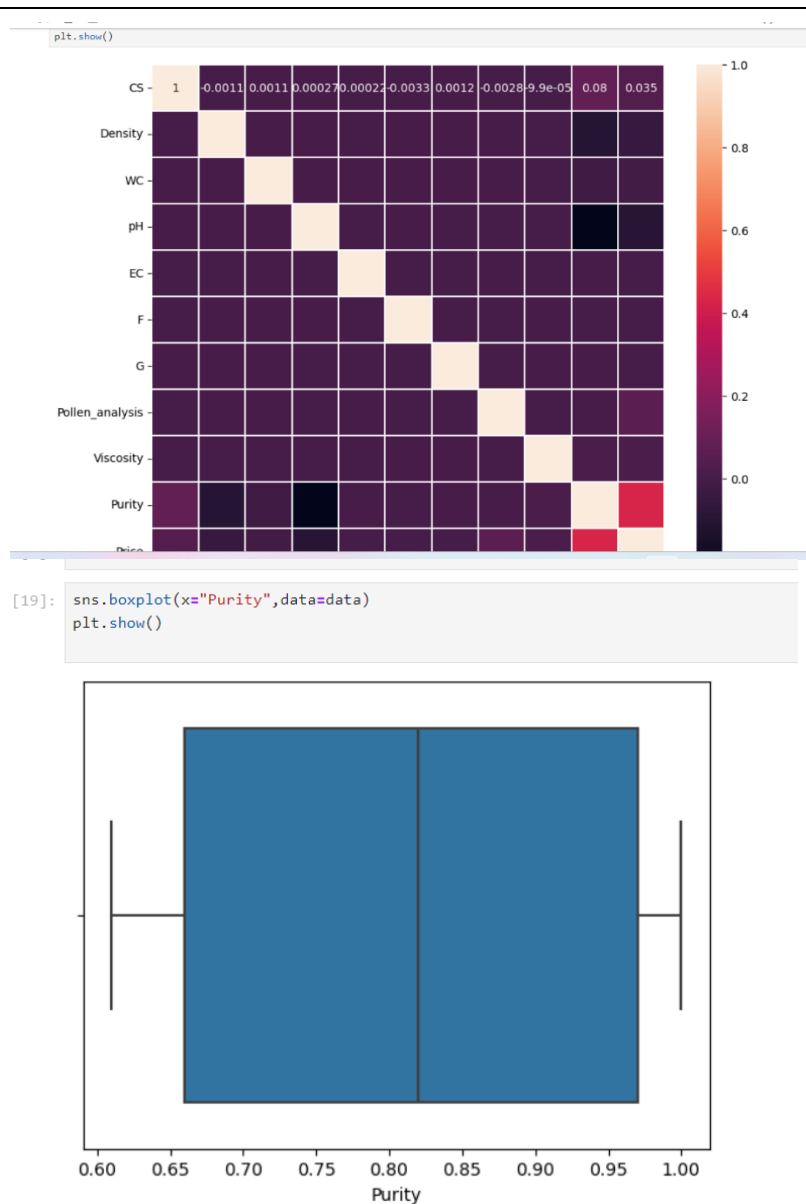 plt.show()
1.0
CS
1 -0.0011 0.0011 0.00027 0.00022 -0.0033 0.0012 -0.0028 -9.9e-05 0.08 0.035
Density
0.8
WC
pH
0.6
EC
F
0.4
G
Pollen_analysis
0.2
Viscosity
0.0
Purity
[19]: sns.boxplot(x="Purity",data=data)
plt.show()
0.60 0.65 0.70 0.75 0.80 0.85 0.90 0.95 1.00
Purity